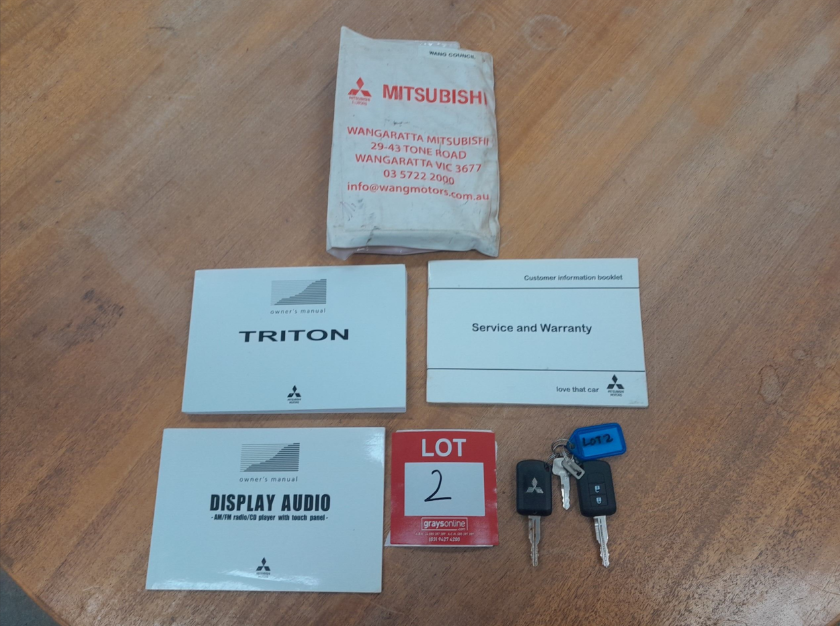 WANG COUNCIL
MITSUBISHI
WANGARATTA MITSUBISHI
29-43 TONE ROAD
WANGARATTA VIC 3677
03 5722 2000
info@wangmotors.com.au
owner's manual
TRITON
Customer information booklet
Service and Warranty
love that car
owner's manual
DISPLAY AUDIO
- AM/FM radio/CD player with touch panel -
LOT
2
graysonline
LOT 2